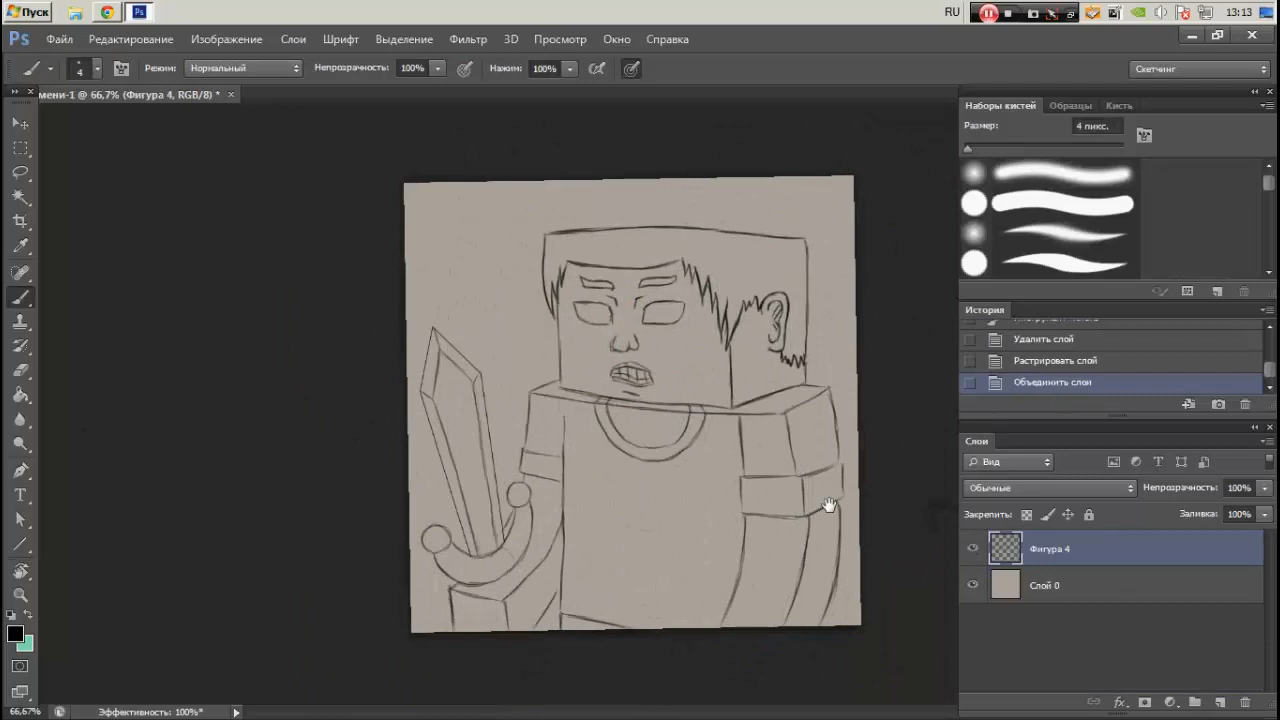 Пуск
RU
13:13
Ps
Файл Редактирование Изображение Слои Шрифт Выделение Фильтр 3D Просмотр Окно Справка
4
Режим: Нормальный
Непрозрачность: 100%
Нажим: 100%
Скетчинг
мени-1 @ 66,7% (Фигура 4, RGB/8) *
Наборы кистей Образцы Кисть
Размер: 4 пикс.
История
Удалить слой
Растрировать слой
Объединить слои
Слои
Вид
Обычные
Непрозрачность: 100%
Закрепить:
Заливка: 100%
Фигура 4
Слой 0
66,67%
Эффективность: 100%*